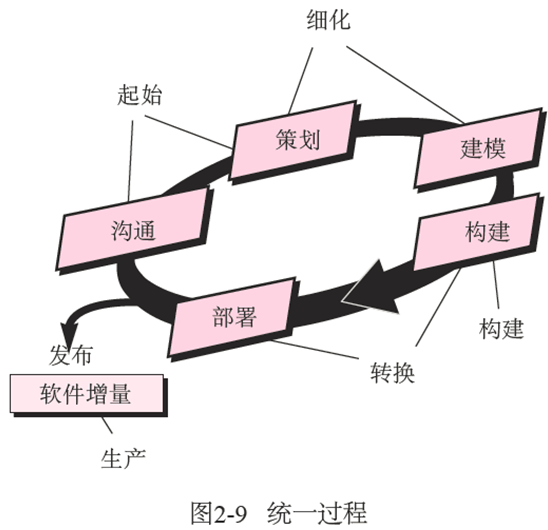 细化
起始
策划
建模
沟通
构建
部署
构建
发布
转换
软件增量
生产
图2-9 统一过程